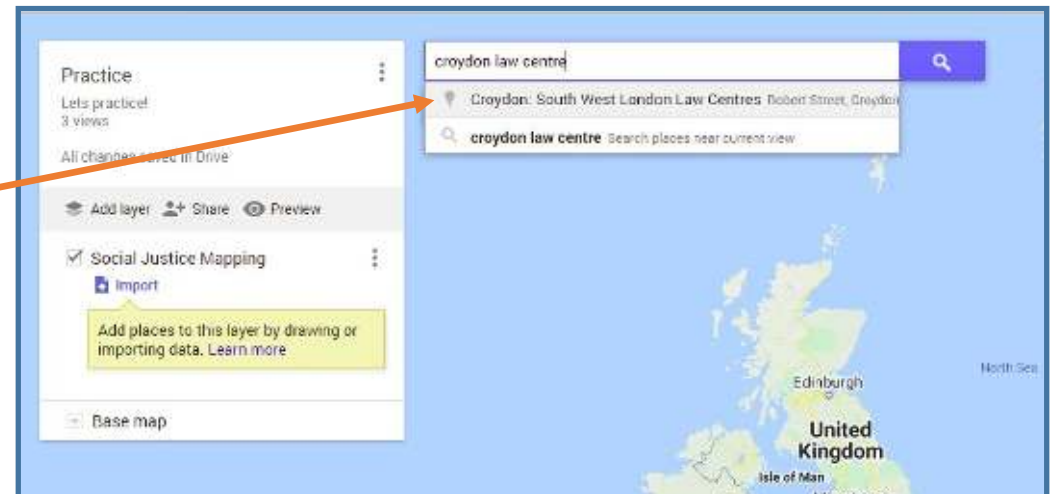 Practice
Lets practice!
3 views
All changes saved in Drive
Add layer Share Preview
Social Justice Mapping
Import
Add places to this layer by drawing or
importing data. Learn more
Base map
croydon law centre
Croydon: South West London Law Centres Robert Street, Croydon
croydon law centre Search places near current view
North Sea
Edinburgh
United
Kingdom
Isle of Man